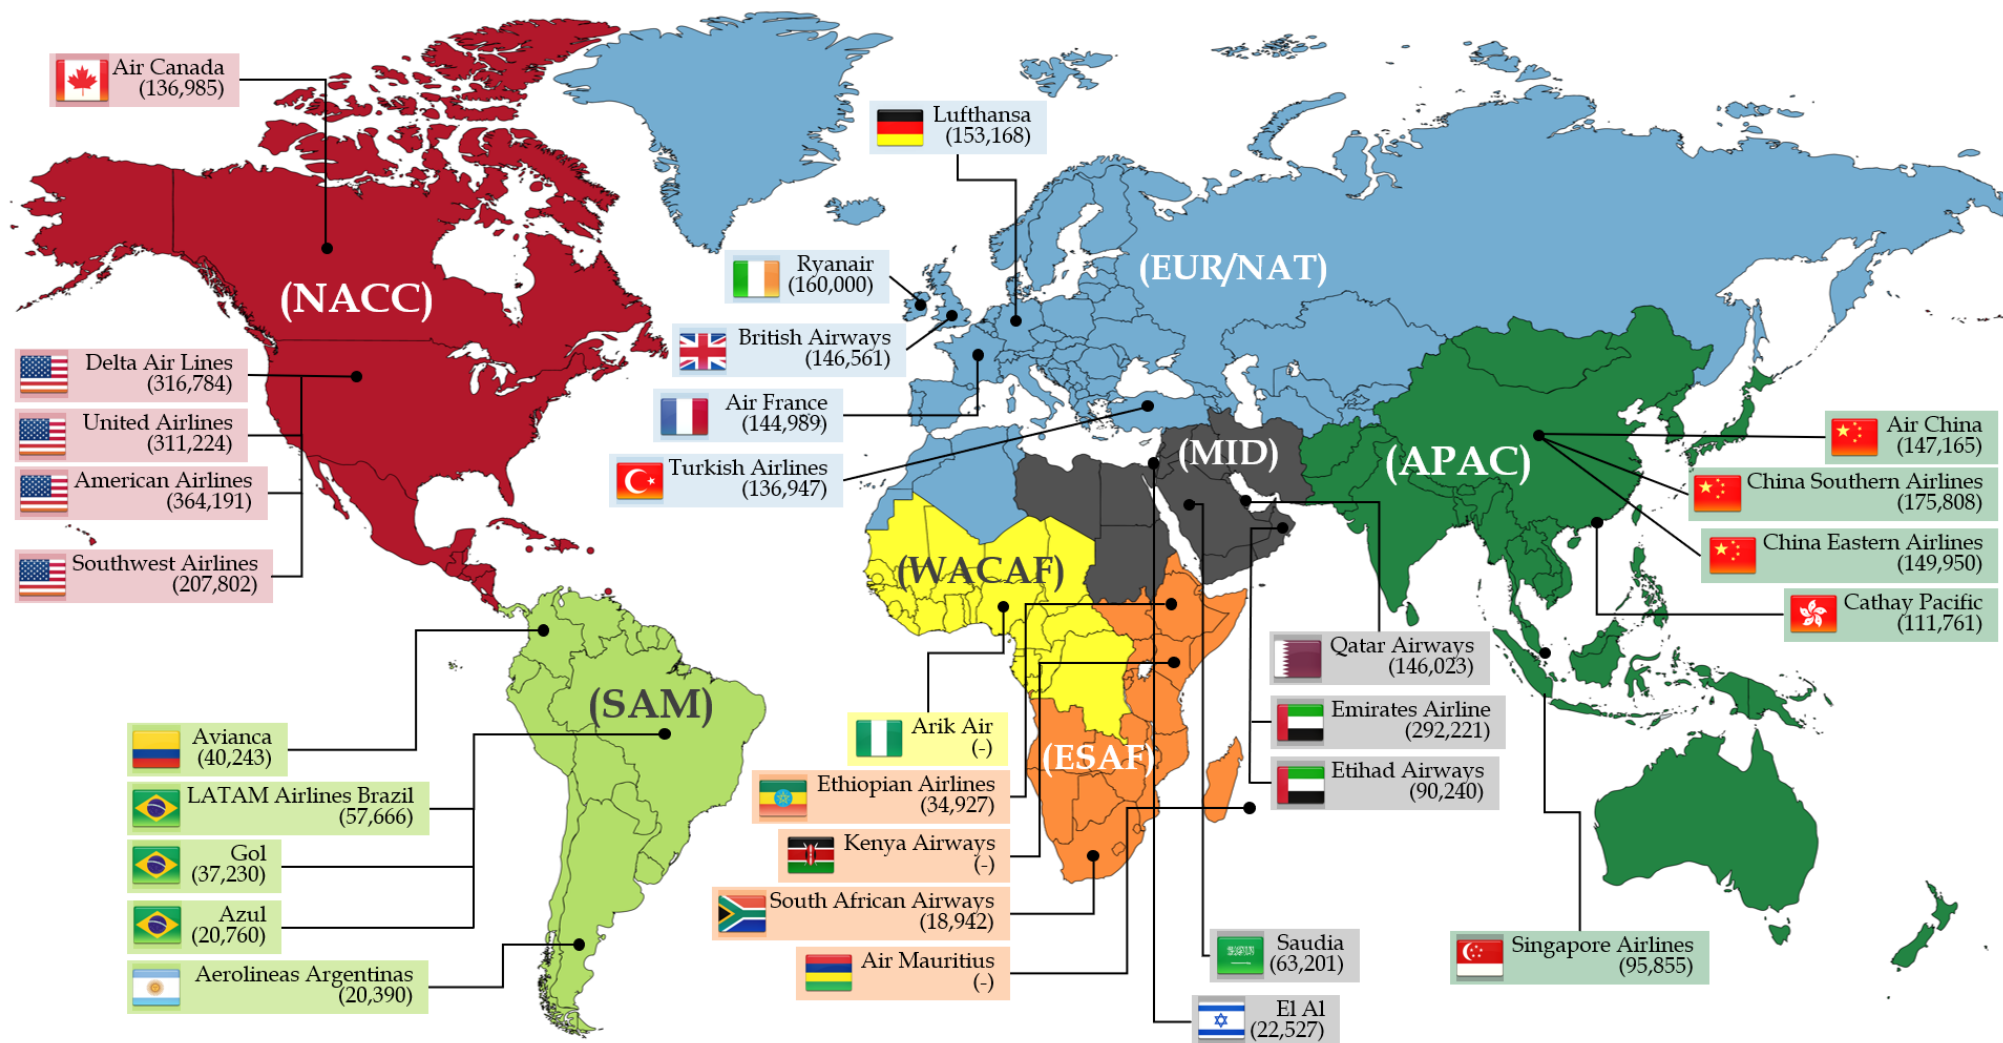 Air Canada
(136,985)
Lufthansa
(153,168)
(EUR/NAT)
Ryanair
(160,000)
(NACC)
British Airways
(146,561)
Delta Air Lines
(316,784)
Air France
(144,989)
United Airlines
(311,224)
Turkish Airlines
(136,947)
(MID)
(APAC)
Air China
(147,165)
American Airlines
(364,191)
China Southern Airlines
(175,808)
Southwest Airlines
(207,802)
China Eastern Airlines
(149,950)
(WACAF)
Cathay Pacific
(111,761)
Qatar Airways
(146,023)
(SAM)
Emirates Airline
(292,221)
Avianca
(40,243)
Arik Air
(-)
(ESAF)
Etihad Airways
(90,240)
LATAM Airlines Brazil
(57,666)
Ethiopian Airlines
(34,927)
Gol
(37,230)
Kenya Airways
(-)
Azul
(20,760)
South African Airways
(18,942)
Aerolineas Argentinas
(20,390)
Air Mauritius
(-)
Saudia
(63,201)
Singapore Airlines
(95,855)
El Al
(22,527)